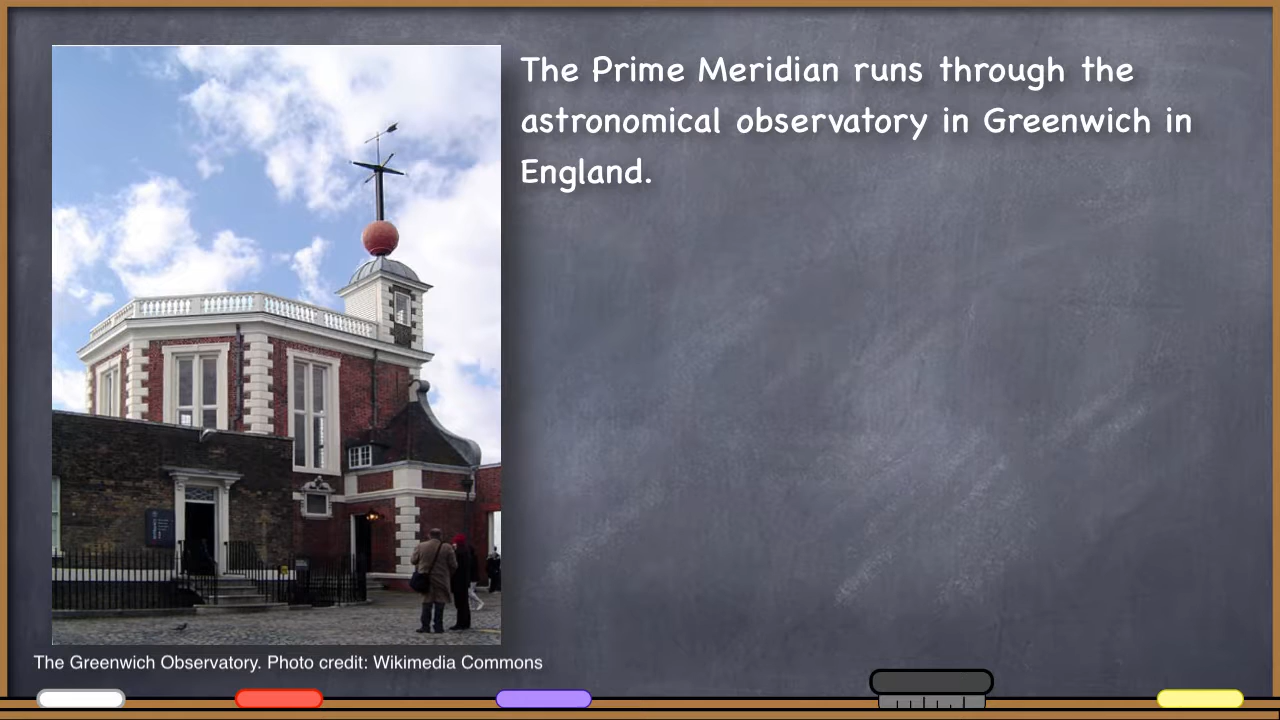 The Prime Meridian runs through the
astronomical observatory in Greenwich in
England.
The Greenwich Observatory. Photo credit: Wikimedia Commons